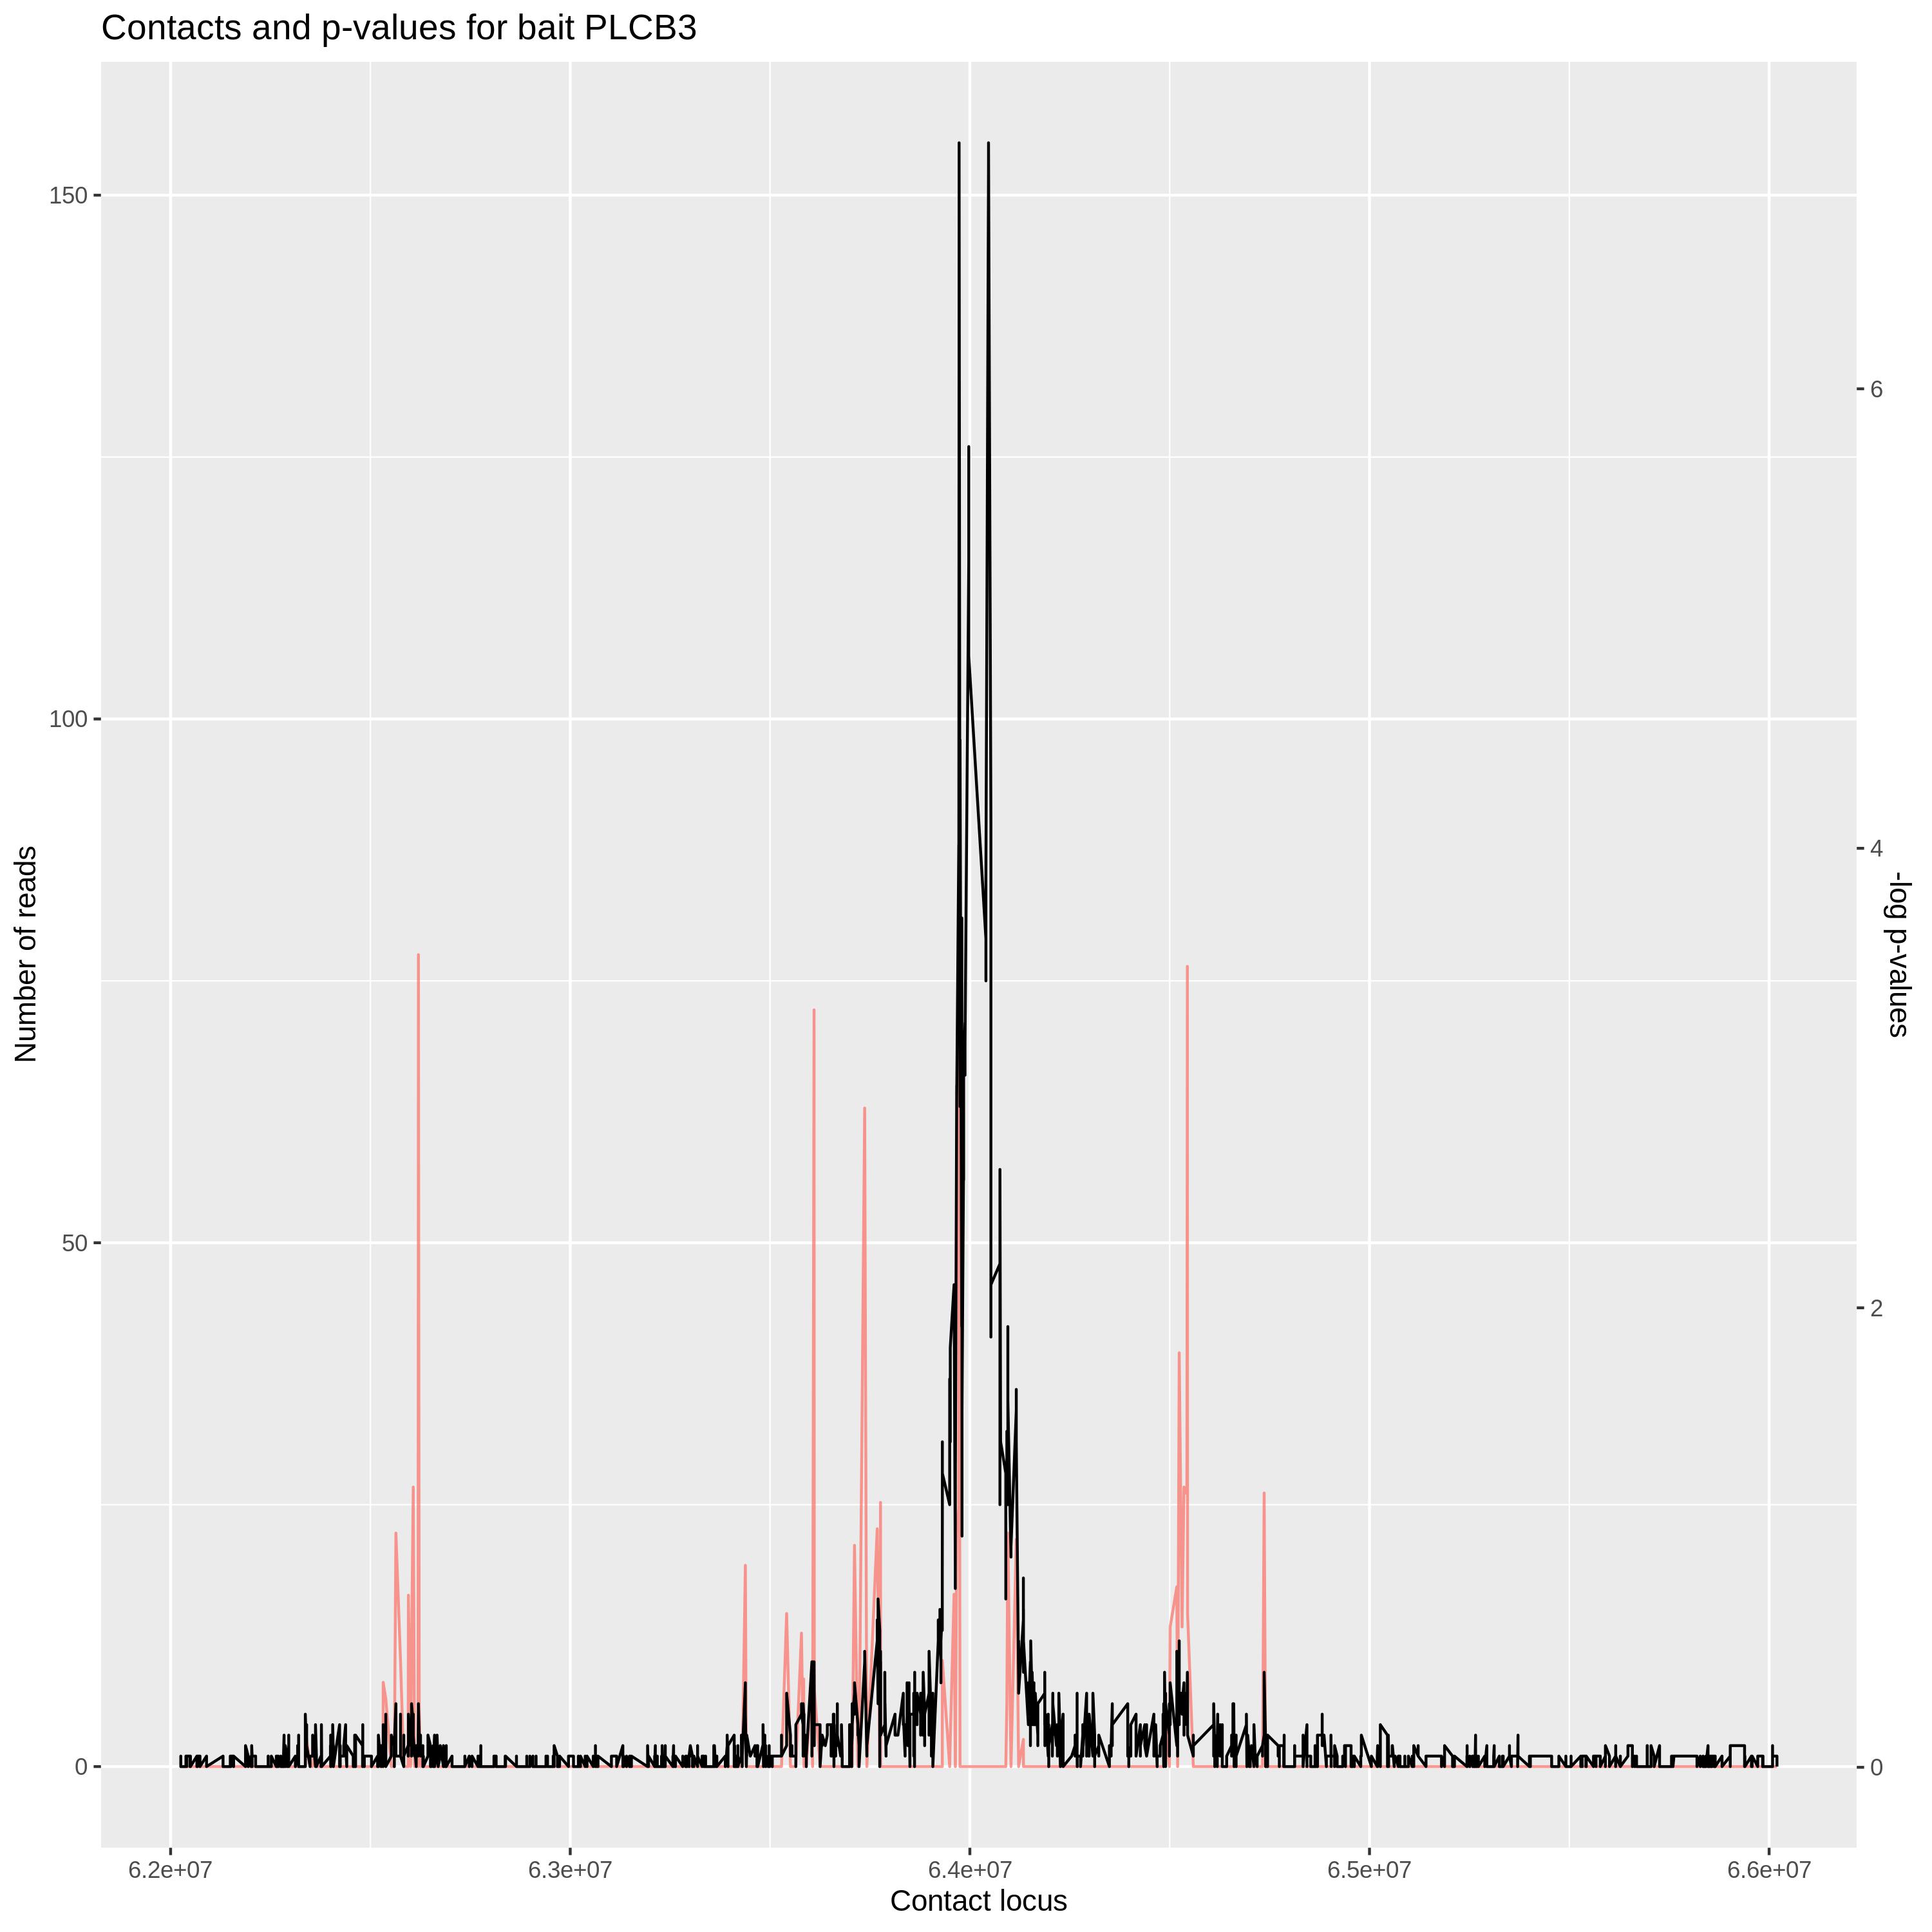 Contacts and p-values for bait PLCB3
150
100
50
0
Number of reads
6
4
2
0
-log p-values
6.2e+07
6.3e+07
6.4e+07
6.5e+07
6.6e+07
Contact locus